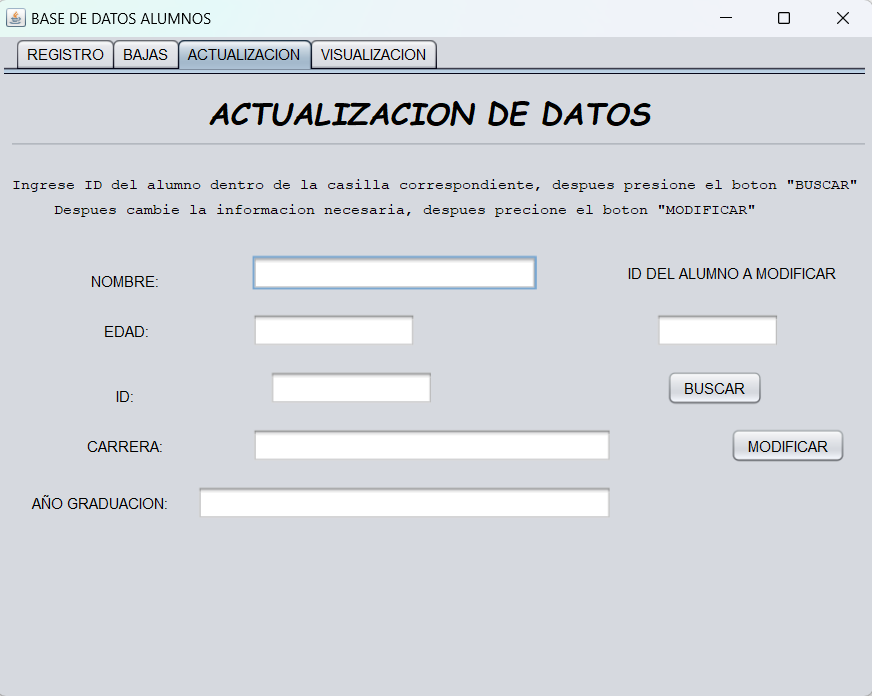 BASE DE DATOS ALUMNOS
REGISTRO BAJAS ACTUALIZACION VISUALIZACION
ACTUALIZACION DE DATOS
Ingrese ID del alumno dentro de la casilla correspondiente, despues presione el boton "BUSCAR"
Despues cambie la informacion necesaria, despues precione el boton "MODIFICAR"
NOMBRE:
ID DEL ALUMNO A MODIFICAR
EDAD:
ID:
BUSCAR
CARRERA:
MODIFICAR
AÑO GRADUACION: